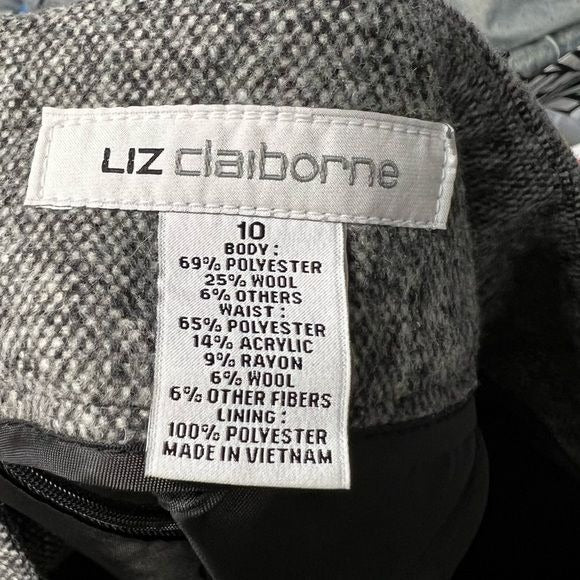 LIZ claiborne
10
BODY:
69% POLYESTER
25% WOOL
6% OTHERS
WAIST:
65% POLYESTER
14% ACRYLIC
9% RAYON
6% WOOL
6% OTHER FIBERS
LINING:
100% POLYESTER
MADE IN VIETNAM